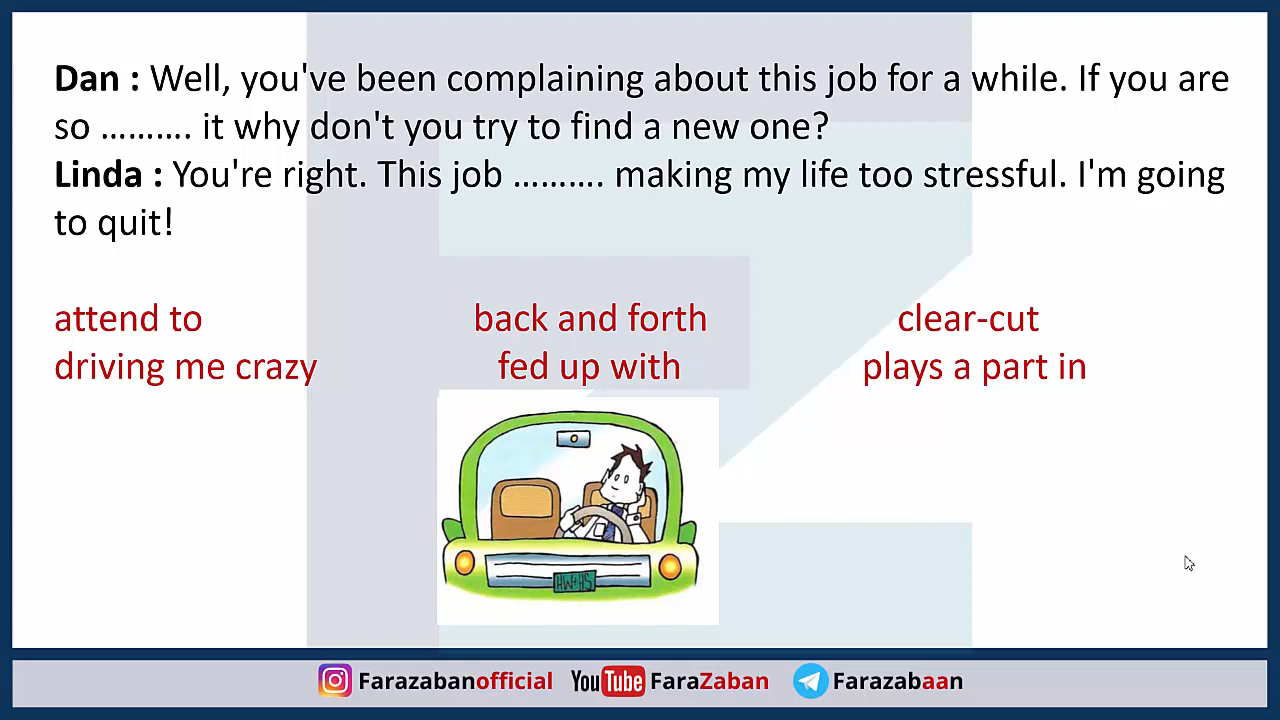 Dan : Well, you've been complaining about this job for a while. If you are
so ………. it why don't you try to find a new one?
Linda : You're right. This job ………. making my life too stressful. I'm going
to quit!
attend to back and forth clear-cut
driving me crazy fed up with plays a part in
HW+HS
Farazabanofficial YouTube FaraZaban Farazabaan